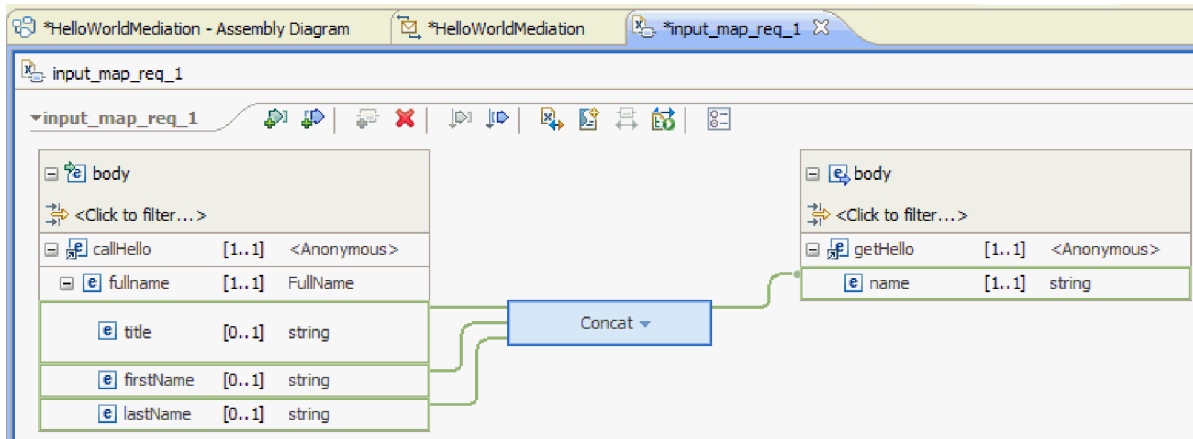 *HelloWorldMediation - Assembly Diagram *HelloWorldMediation *input_map_req_1
input_map_req_1
input_map_req_1
body
<Click to filter...>
callHello [1..1] <Anonymous>
fullname [1..1] FullName
title [0..1] string
firstName [0..1] string
lastName [0..1] string
Concat
body
<Click to filter...>
getHello [1..1] <Anonymous>
name [1..1] string